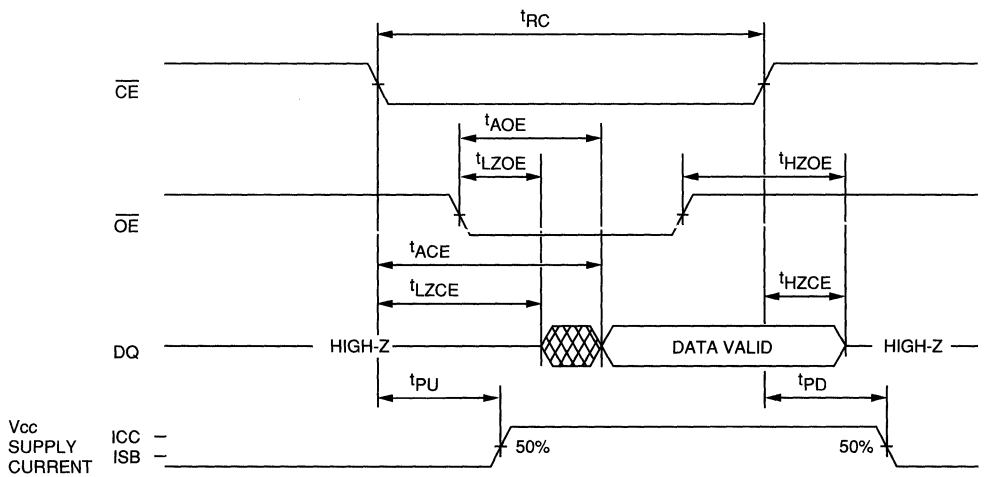 tRC
CE
tAOE
tLZOE
tHZOE
OE
tACE
tHZCE
tLZCE
DQ
HIGH-Z
DATA VALID
HIGH-Z
tPU
tPD
Vcc
SUPPLY
CURRENT
ICC
ISB
50%
50%